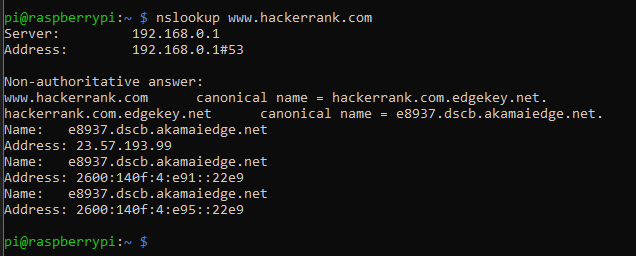 pi@raspberrypi:~ $ nslookup www.hackerrank.com
Server:         192.168.0.1
Address:        192.168.0.1#53

Non-authoritative answer:
www.hackerrank.com      canonical name = hackerrank.com.edgekey.net.
hackerrank.com.edgekey.net      canonical name = e8937.dscb.akamaiedge.net.
Name:   e8937.dscb.akamaiedge.net
Address: 23.57.193.99
Name:   e8937.dscb.akamaiedge.net
Address: 2600:140f:4:e91::22e9
Name:   e8937.dscb.akamaiedge.net
Address: 2600:140f:4:e95::22e9

pi@raspberrypi:~ $